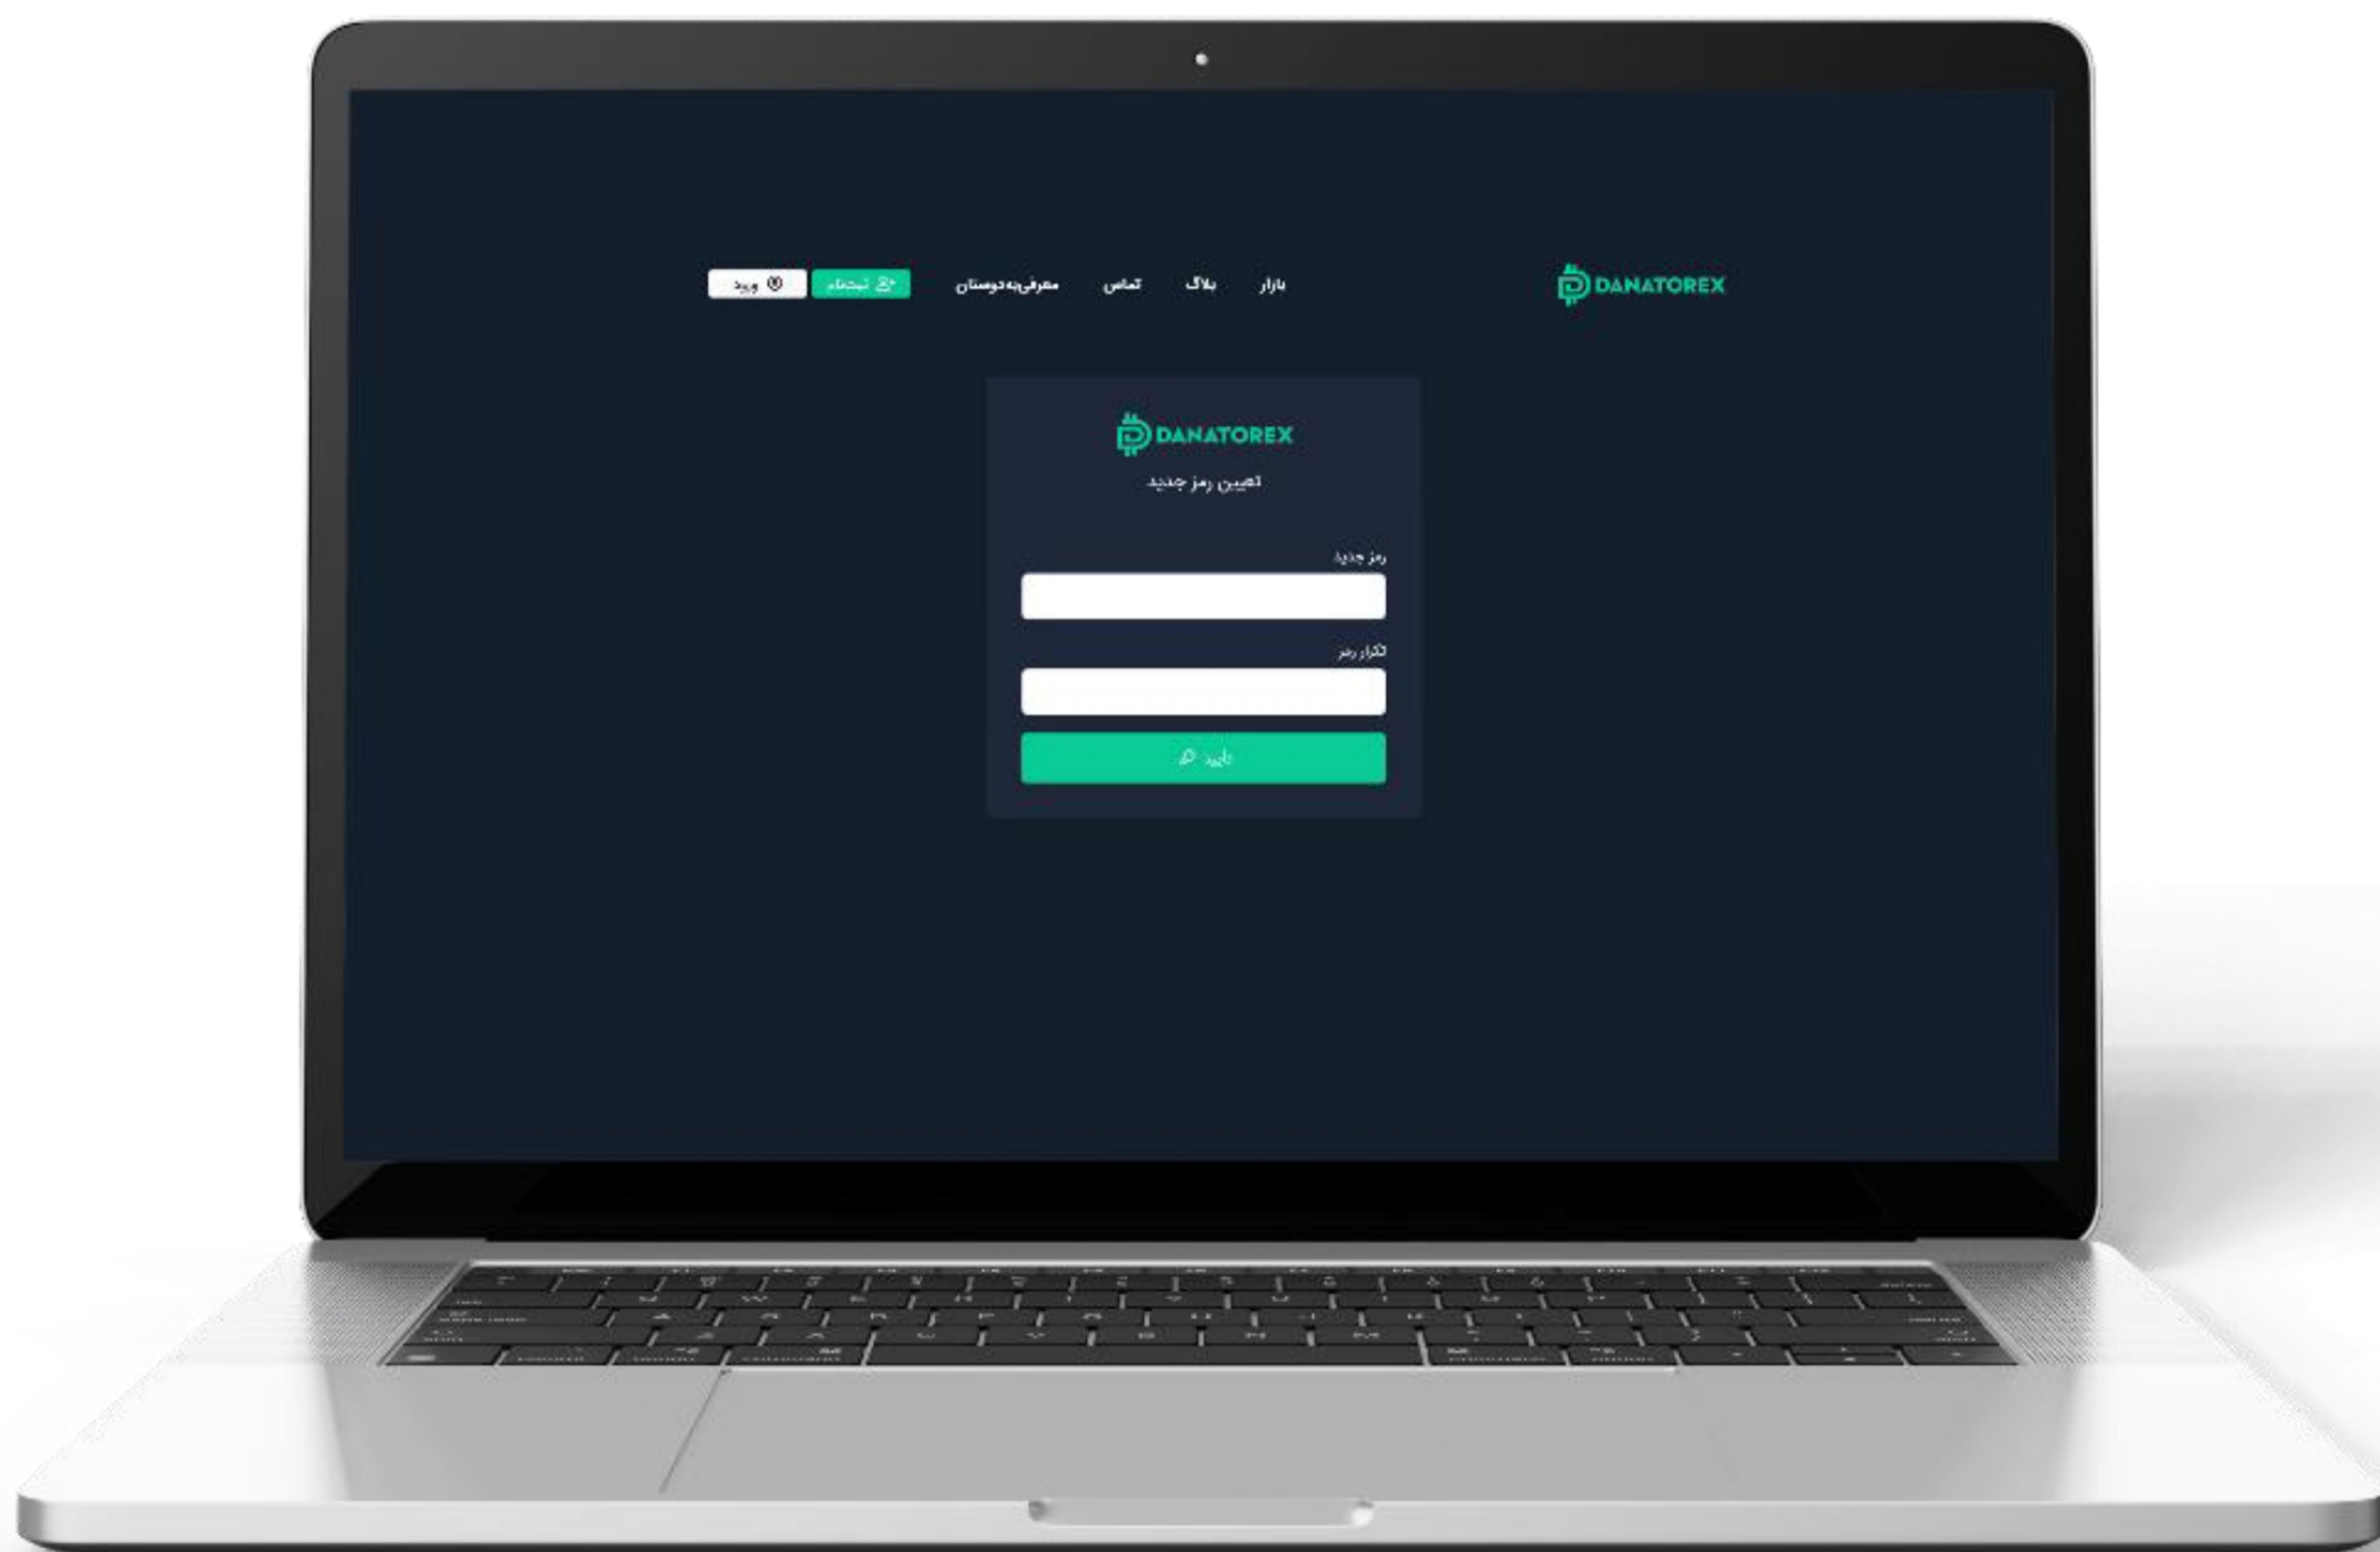 DANATOREX
بازار بلاگ تماس معرفی‌به‌دوستان ثبت‌نام ورود
DANATOREX
تعیین رمز جدید
رمز جدید
تکرار رمز
تایید